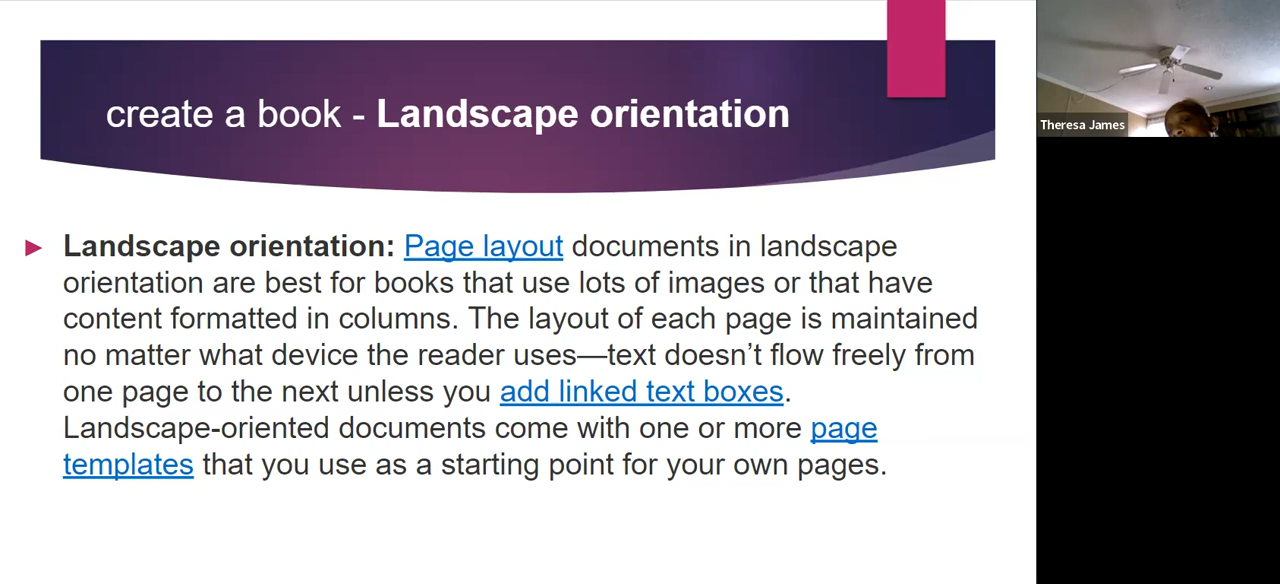 create a book - Landscape orientation
Landscape orientation: Page layout documents in landscape
orientation are best for books that use lots of images or that have
content formatted in columns. The layout of each page is maintained
no matter what device the reader uses—text doesn’t flow freely from
one page to the next unless you add linked text boxes.
Landscape-oriented documents come with one or more page
templates that you use as a starting point for your own pages.
Theresa James